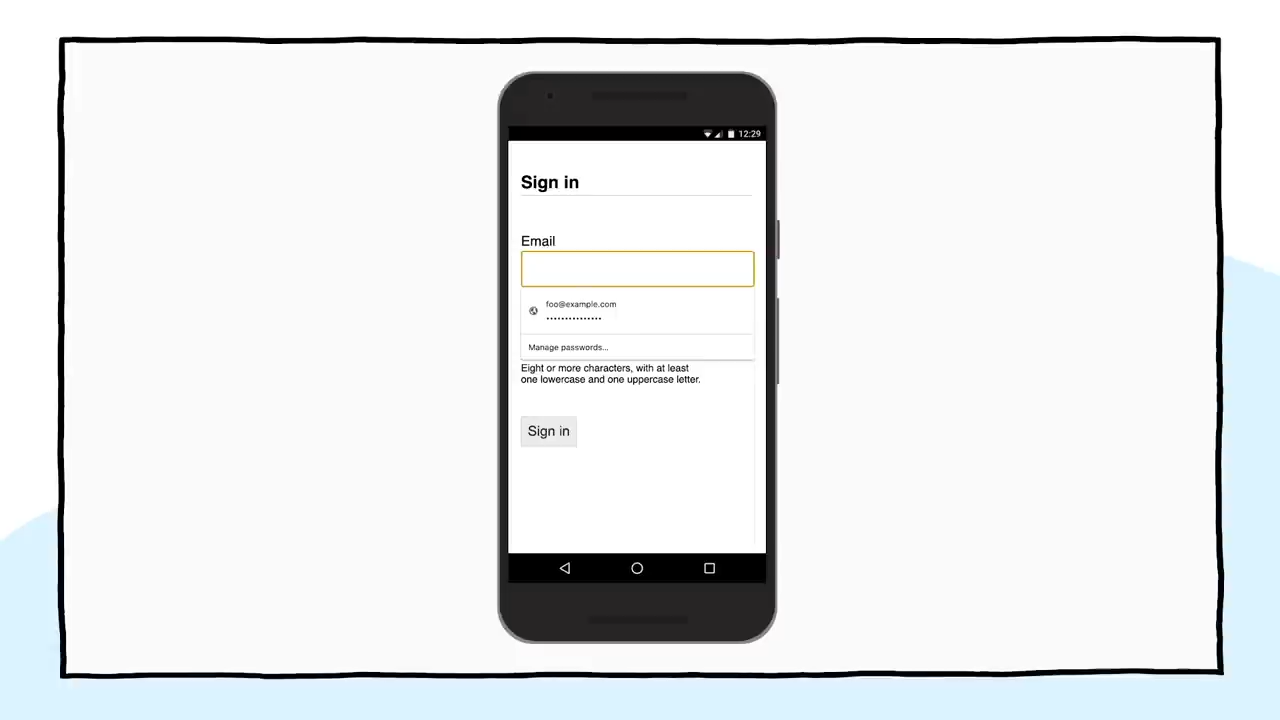 12:29
Sign in
Email
foo@example.com
•••••••••••••••
Manage passwords...
Eight or more characters, with at least
one lowercase and one uppercase letter.
Sign in